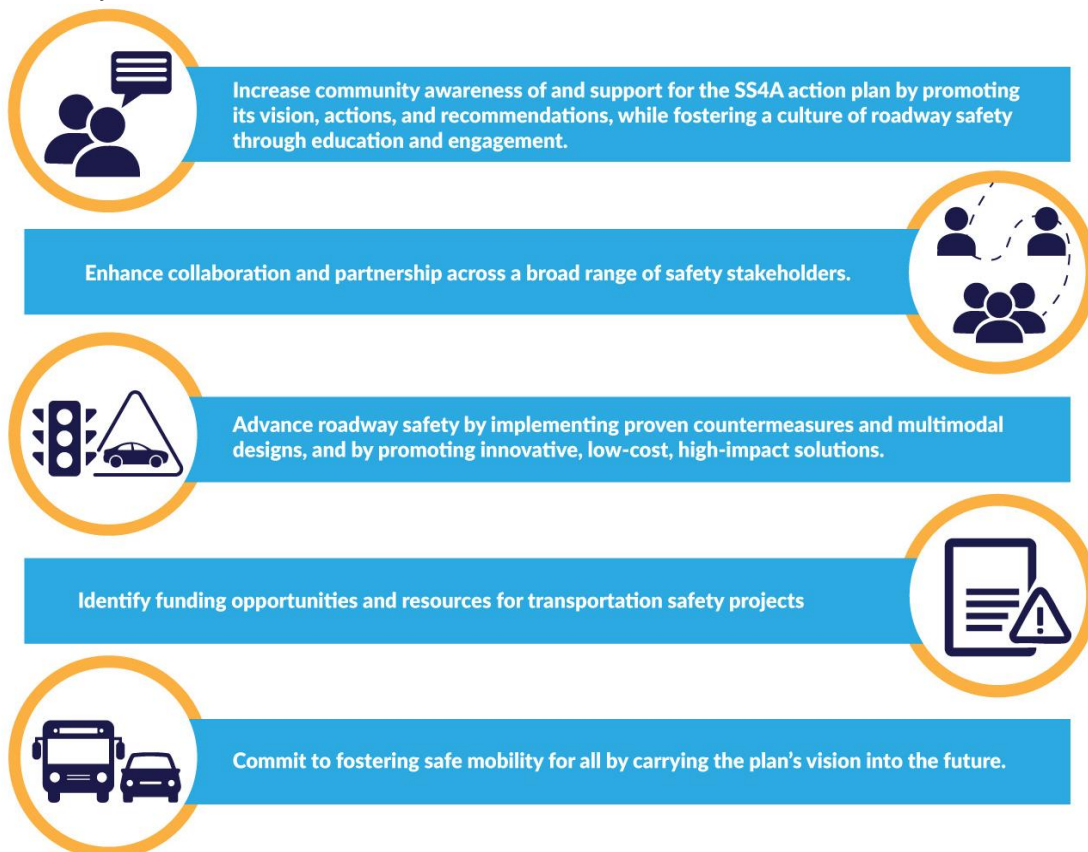 Increase community awareness of and support for the SS4A action plan by promoting
its vision, actions, and recommendations, while fostering a culture of roadway safety
through education and engagement.
Enhance collaboration and partnership across a broad range of safety stakeholders.
Advance roadway safety by implementing proven countermeasures and multimodal
designs, and by promoting innovative, low-cost, high-impact solutions.
Identify funding opportunities and resources for transportation safety projects
Commit to fostering safe mobility for all by carrying the plan’s vision into the future.